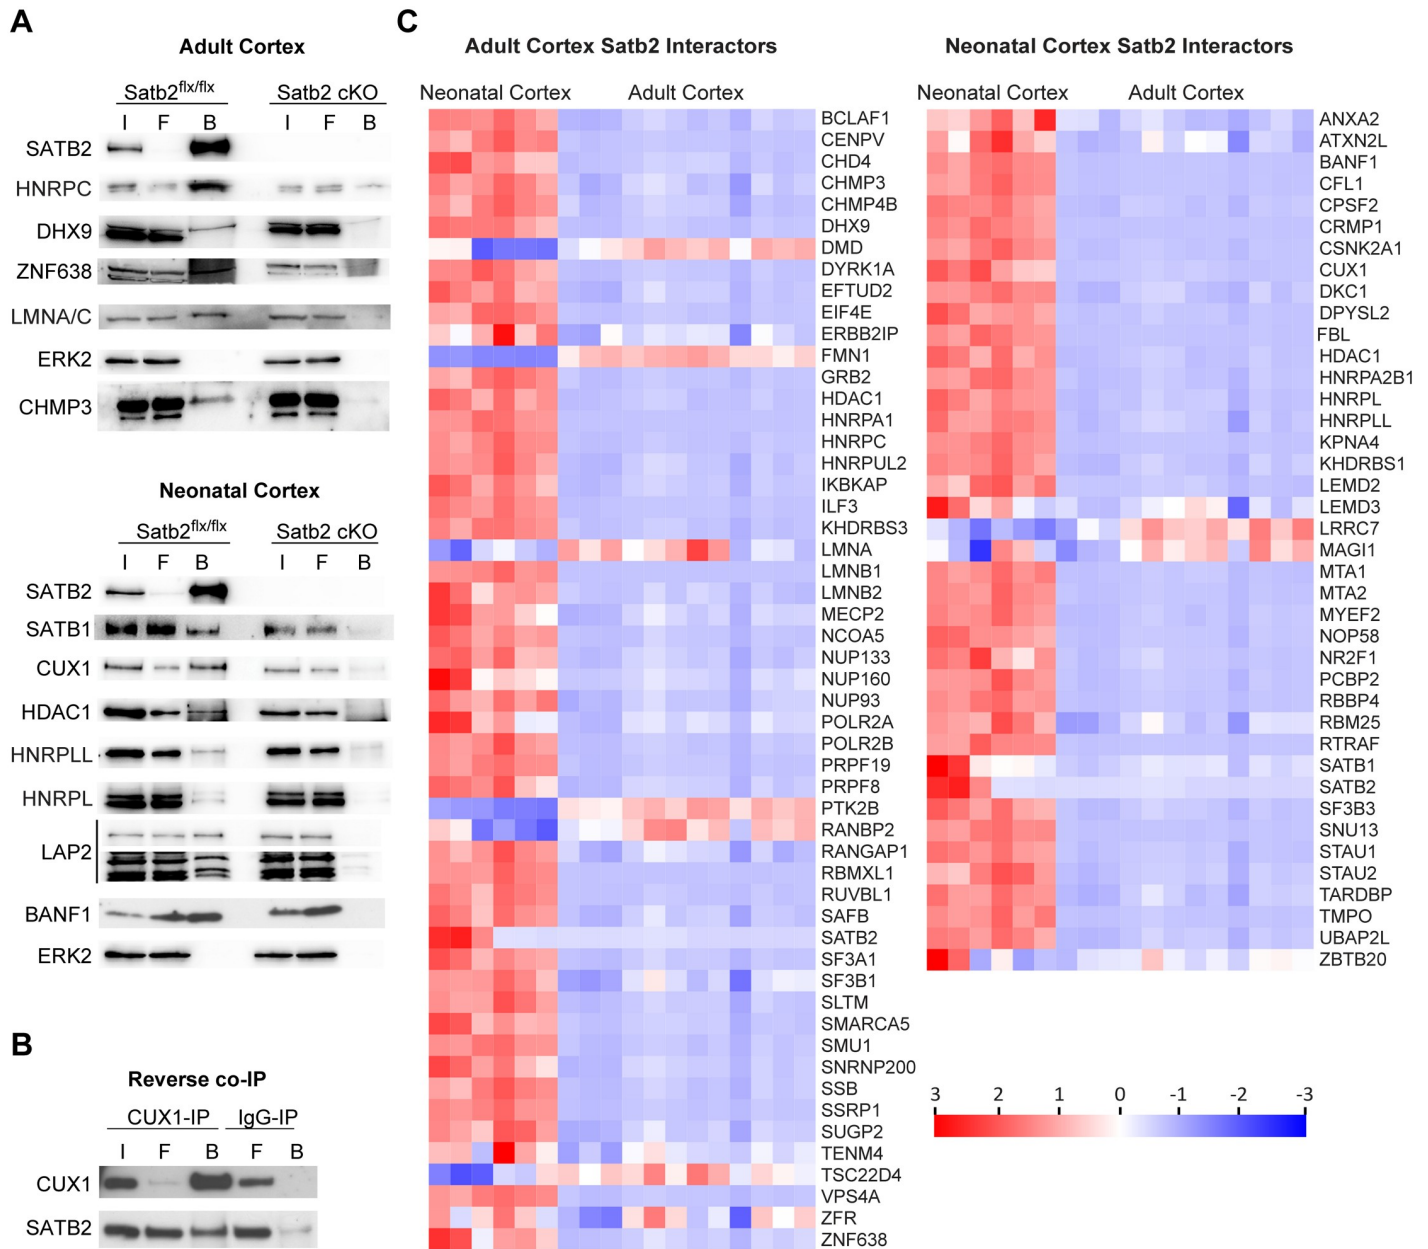 A
Adult Cortex
Satb2flx/flx Satb2 cKO
I F B I F B
SATB2
HNRPC
DHX9
ZNF638
LMNA/C
ERK2
CHMP3
Neonatal Cortex
Satb2flx/flx Satb2 cKO
I F B I F B
SATB2
SATB1
CUX1
HDAC1
HNRPLL
HNRPL
LAP2
BANF1
ERK2
B
Reverse co-IP
CUX1-IP IgG-IP
I F B F B
CUX1
SATB2
C
Adult Cortex Satb2 Interactors
Neonatal Cortex Adult Cortex
BCLAF1
CENPV
CHD4
CHMP3
CHMP4B
DHX9
DMD
DYRK1A
EFTUD2
EIF4E
ERBB2IP
FMN1
GRB2
HDAC1
HNRPA1
HNRPC
HNRPUL2
IKBKAP
ILF3
KHDRBS3
LMNA
LMNB1
LMNB2
MECP2
NCOA5
NUP133
NUP160
NUP93
POLR2A
POLR2B
PRPF19
PRPF8
PTK2B
RANBP2
RANGAP1
RBMXL1
RUVBL1
SAFB
SATB2
SF3A1
SF3B1
SLTM
SMARCA5
SMU1
SNRNP200
SSB
SSRP1
SUGP2
TENM4
TSC22D4
VPS4A
ZFR
ZNF638
Neonatal Cortex Satb2 Interactors
Neonatal Cortex Adult Cortex
ANXA2
ATXN2L
BANF1
CFL1
CPSF2
CRMP1
CSNK2A1
CUX1
DKC1
DPYSL2
FBL
HDAC1
HNRPA2B1
HNRPL
HNRPLL
KPNA4
KHDRBS1
LEMD2
LEMD3
LRRC7
MAGI1
MTA1
MTA2
MYEF2
NOP58
NR2F1
PCBP2
RBBP4
RBM25
RTRAF
SATB1
SATB2
SF3B3
SNU13
STAU1
STAU2
TARDBP
TMPO
UBAP2L
ZBTB20
3 2 1 0 -1 -2 -3